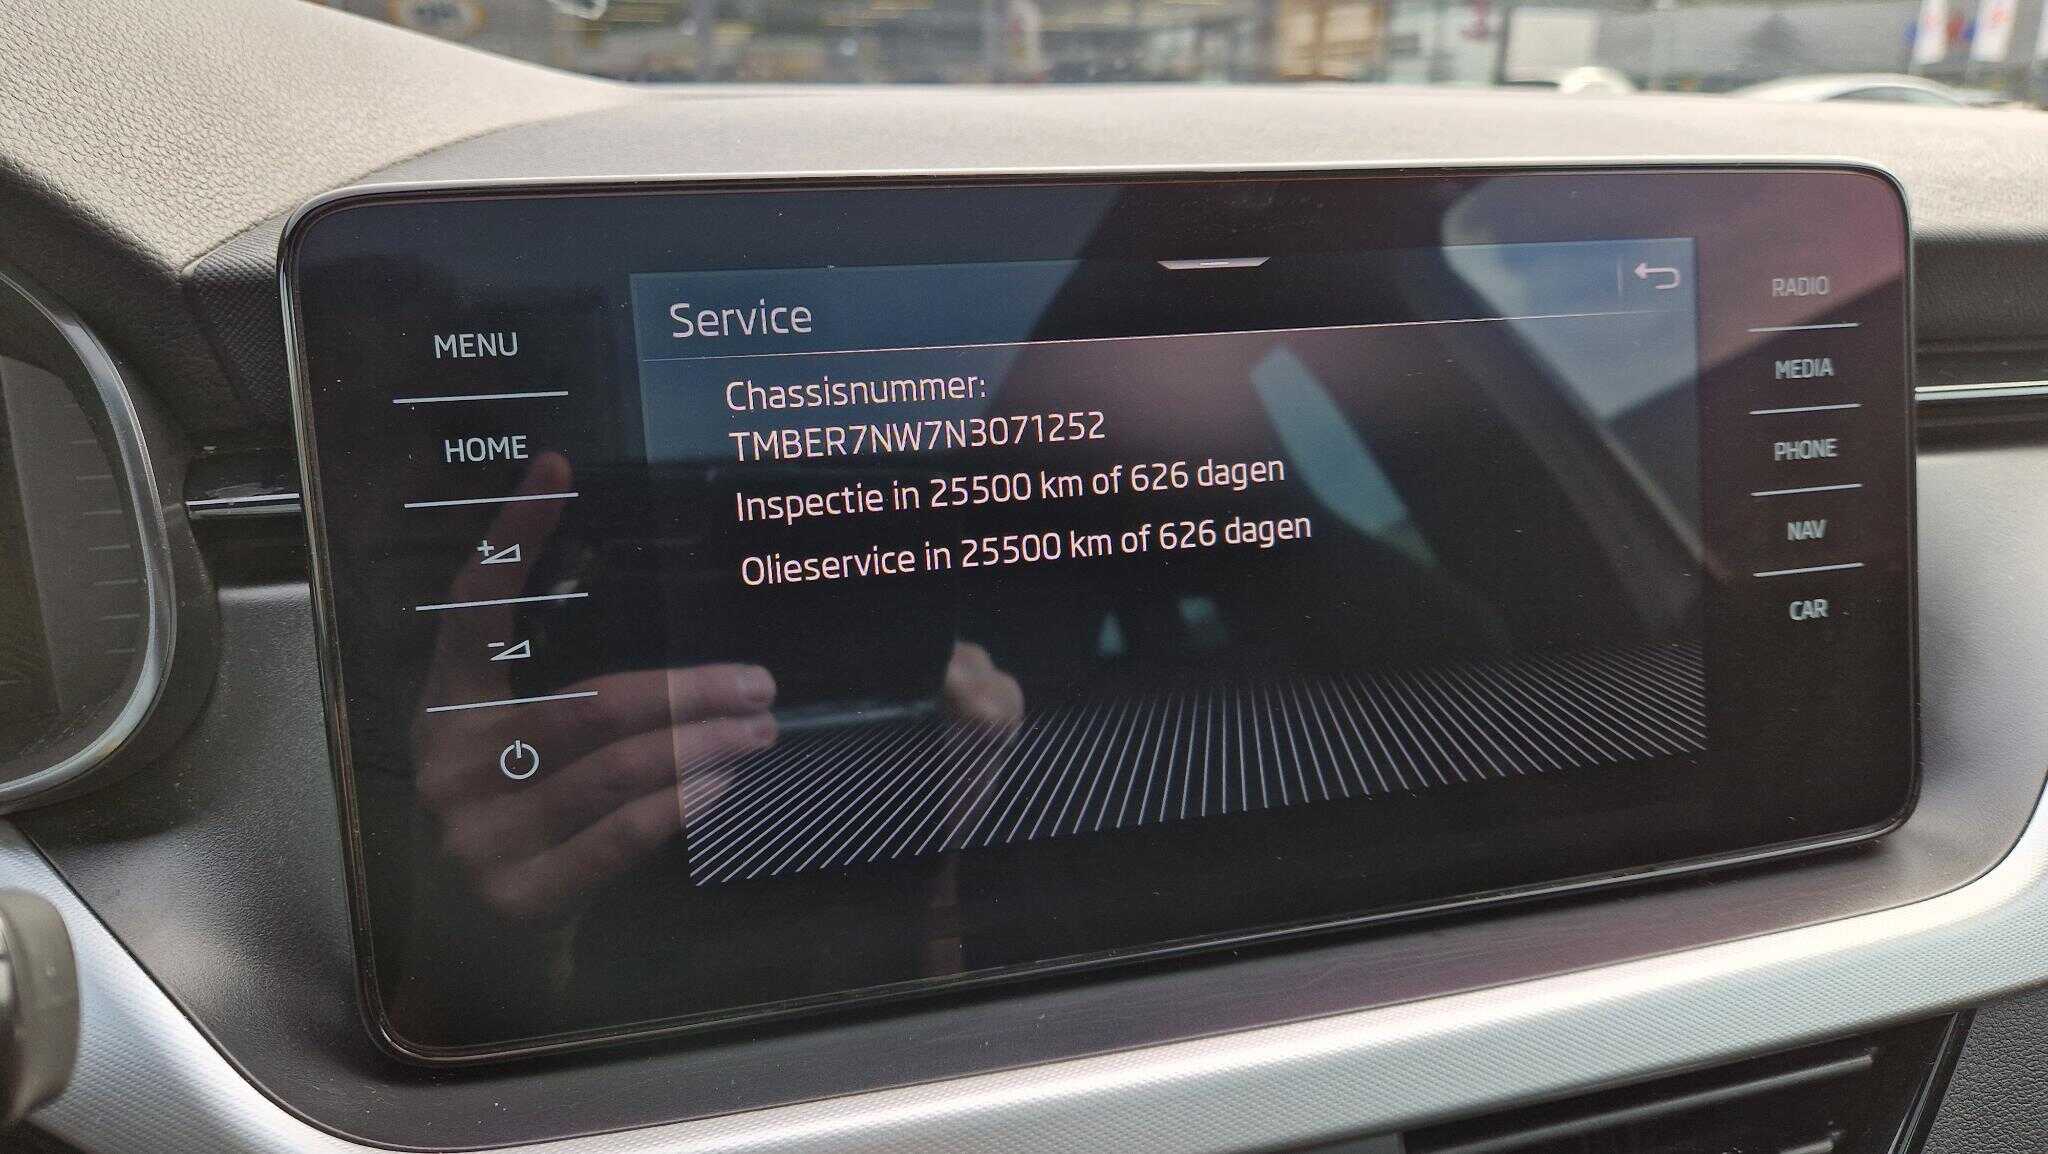 Service
Chassisnummer:
TMBER7NW7N3071252
Inspectie in 25500 km of 626 dagen
Olieservice in 25500 km of 626 dagen
MENU
HOME
RADIO
MEDIA
PHONE
NAV
CAR